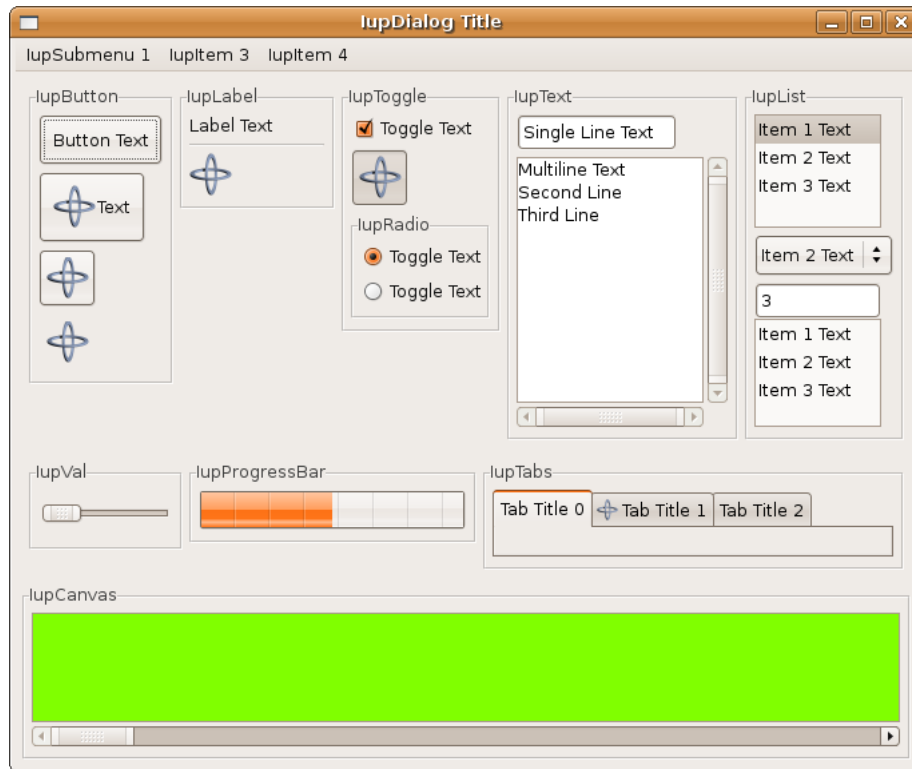 IupDialog Title
IupSubmenu 1 IupItem 3 IupItem 4
IupButton
Button Text
Text
IupLabel
Label Text
IupToggle
Toggle Text
IupRadio
Toggle Text
Toggle Text
IupText
Single Line Text
Multiline Text
Second Line
Third Line
IupList
Item 1 Text
Item 2 Text
Item 3 Text
Item 2 Text
3
Item 1 Text
Item 2 Text
Item 3 Text
IupVal
IupProgressBar
IupTabs
Tab Title 0 Tab Title 1 Tab Title 2
IupCanvas